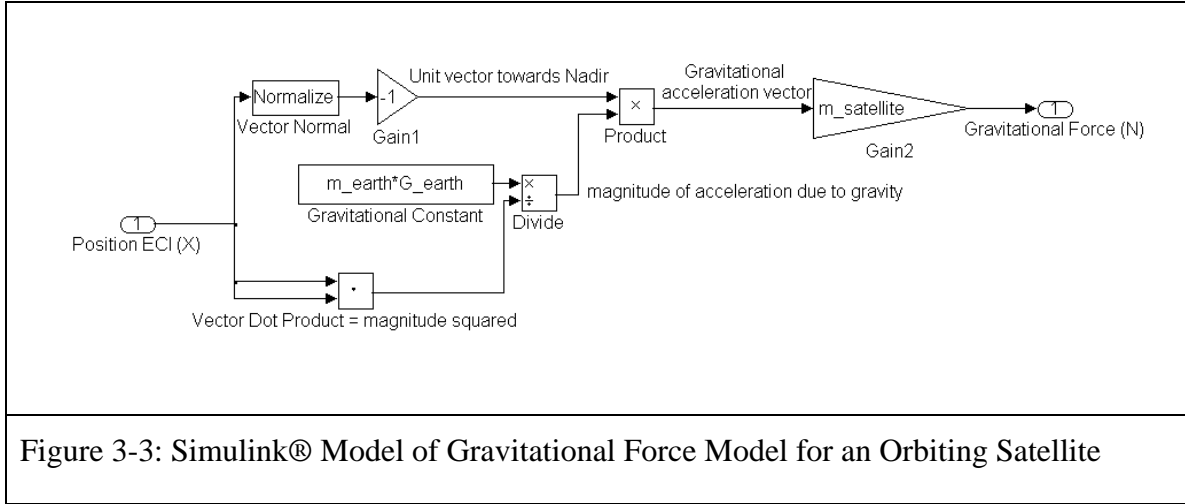 Normalize
Vector Normal
-1
Gain1
Unit vector towards Nadir
×
Product
Gravitational
acceleration vector
m_satellite
Gain2
1
Gravitational Force (N)
m_earth*G_earth
Gravitational Constant
×
÷
Divide
magnitude of acceleration due to gravity
1
Position ECI (X)
Vector Dot Product = magnitude squared
Figure 3-3: Simulink® Model of Gravitational Force Model for an Orbiting Satellite